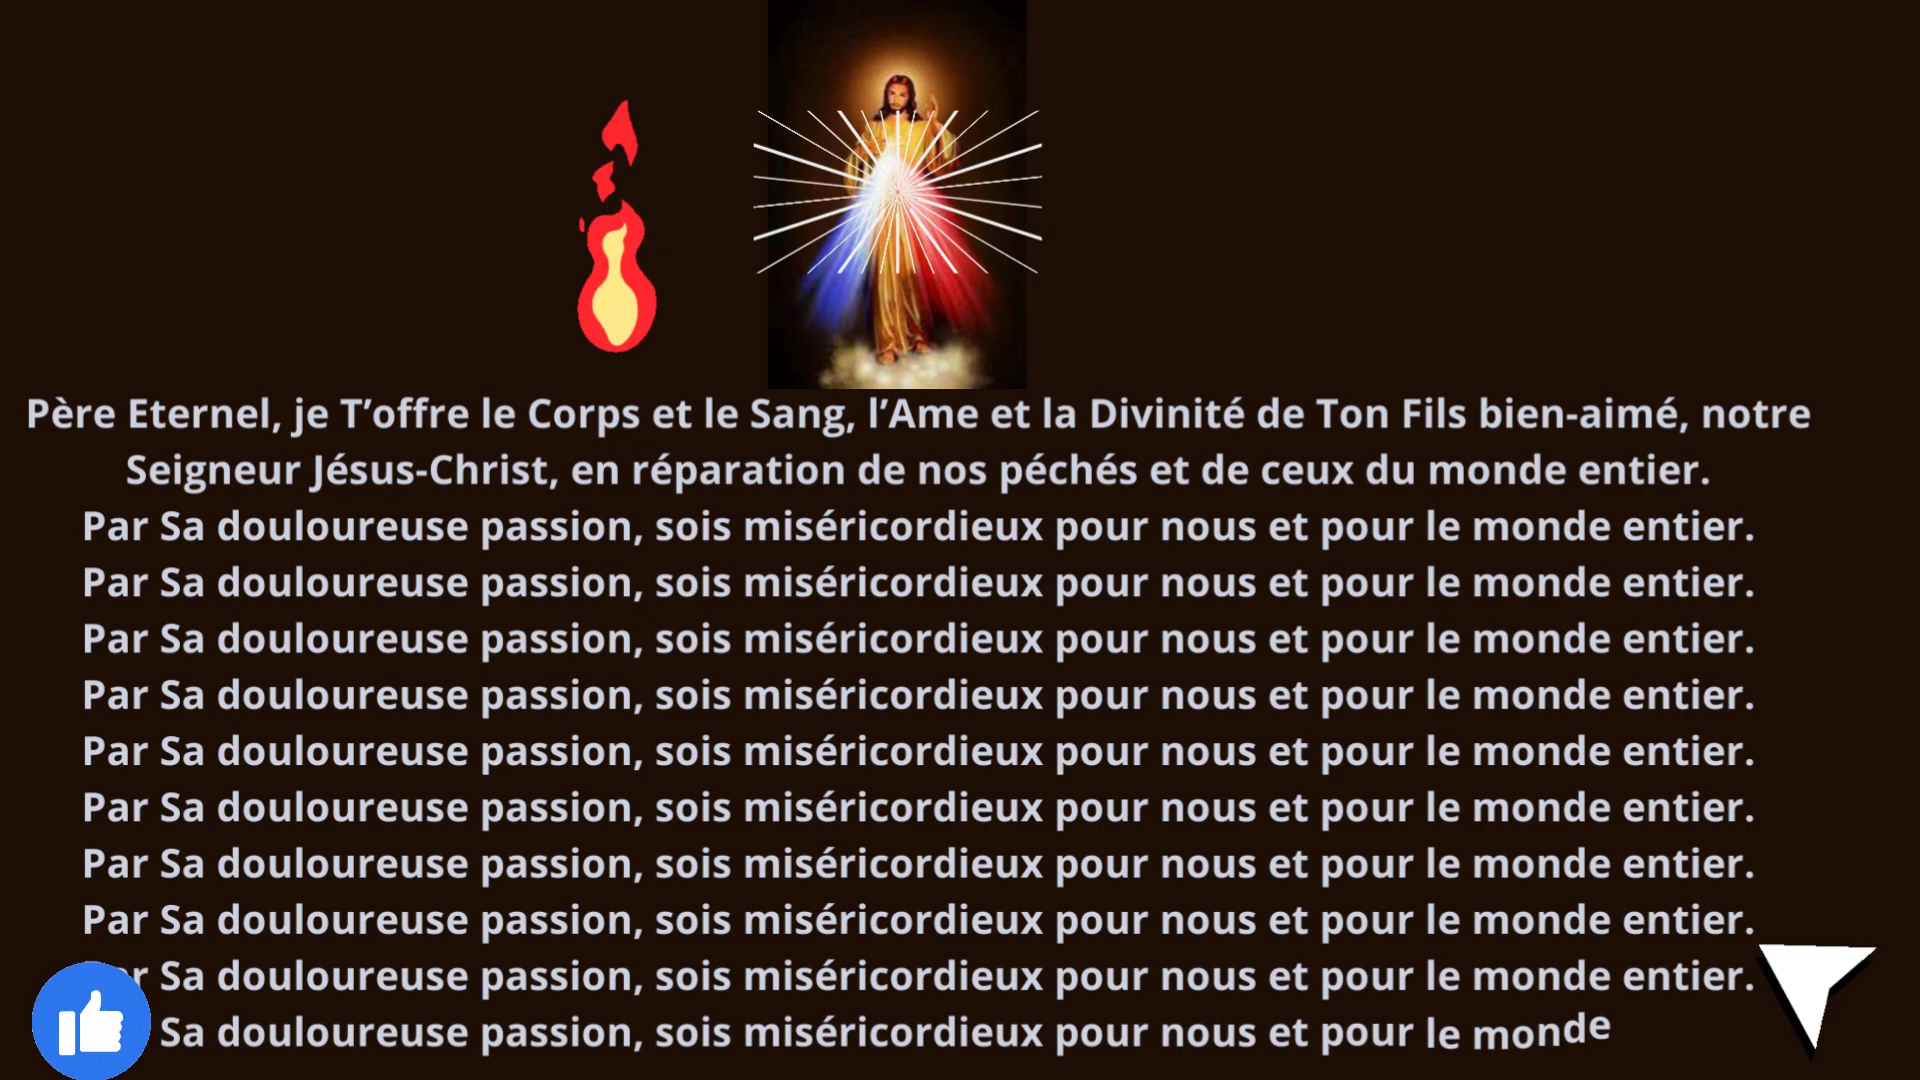 Père Eternel, je T’offre le Corps et le Sang, l’Ame et la Divinité de Ton Fils bien-aimé, notre
Seigneur Jésus-Christ, en réparation de nos péchés et de ceux du monde entier.
Par Sa douloureuse passion, sois miséricordieux pour nous et pour le monde entier.
Par Sa douloureuse passion, sois miséricordieux pour nous et pour le monde entier.
Par Sa douloureuse passion, sois miséricordieux pour nous et pour le monde entier.
Par Sa douloureuse passion, sois miséricordieux pour nous et pour le monde entier.
Par Sa douloureuse passion, sois miséricordieux pour nous et pour le monde entier.
Par Sa douloureuse passion, sois miséricordieux pour nous et pour le monde entier.
Par Sa douloureuse passion, sois miséricordieux pour nous et pour le monde entier.
Par Sa douloureuse passion, sois miséricordieux pour nous et pour le monde entier.
Sa douloureuse passion, sois miséricordieux pour nous et pour le monde entier.
Sa douloureuse passion, sois miséricordieux pour nous et pour le monde